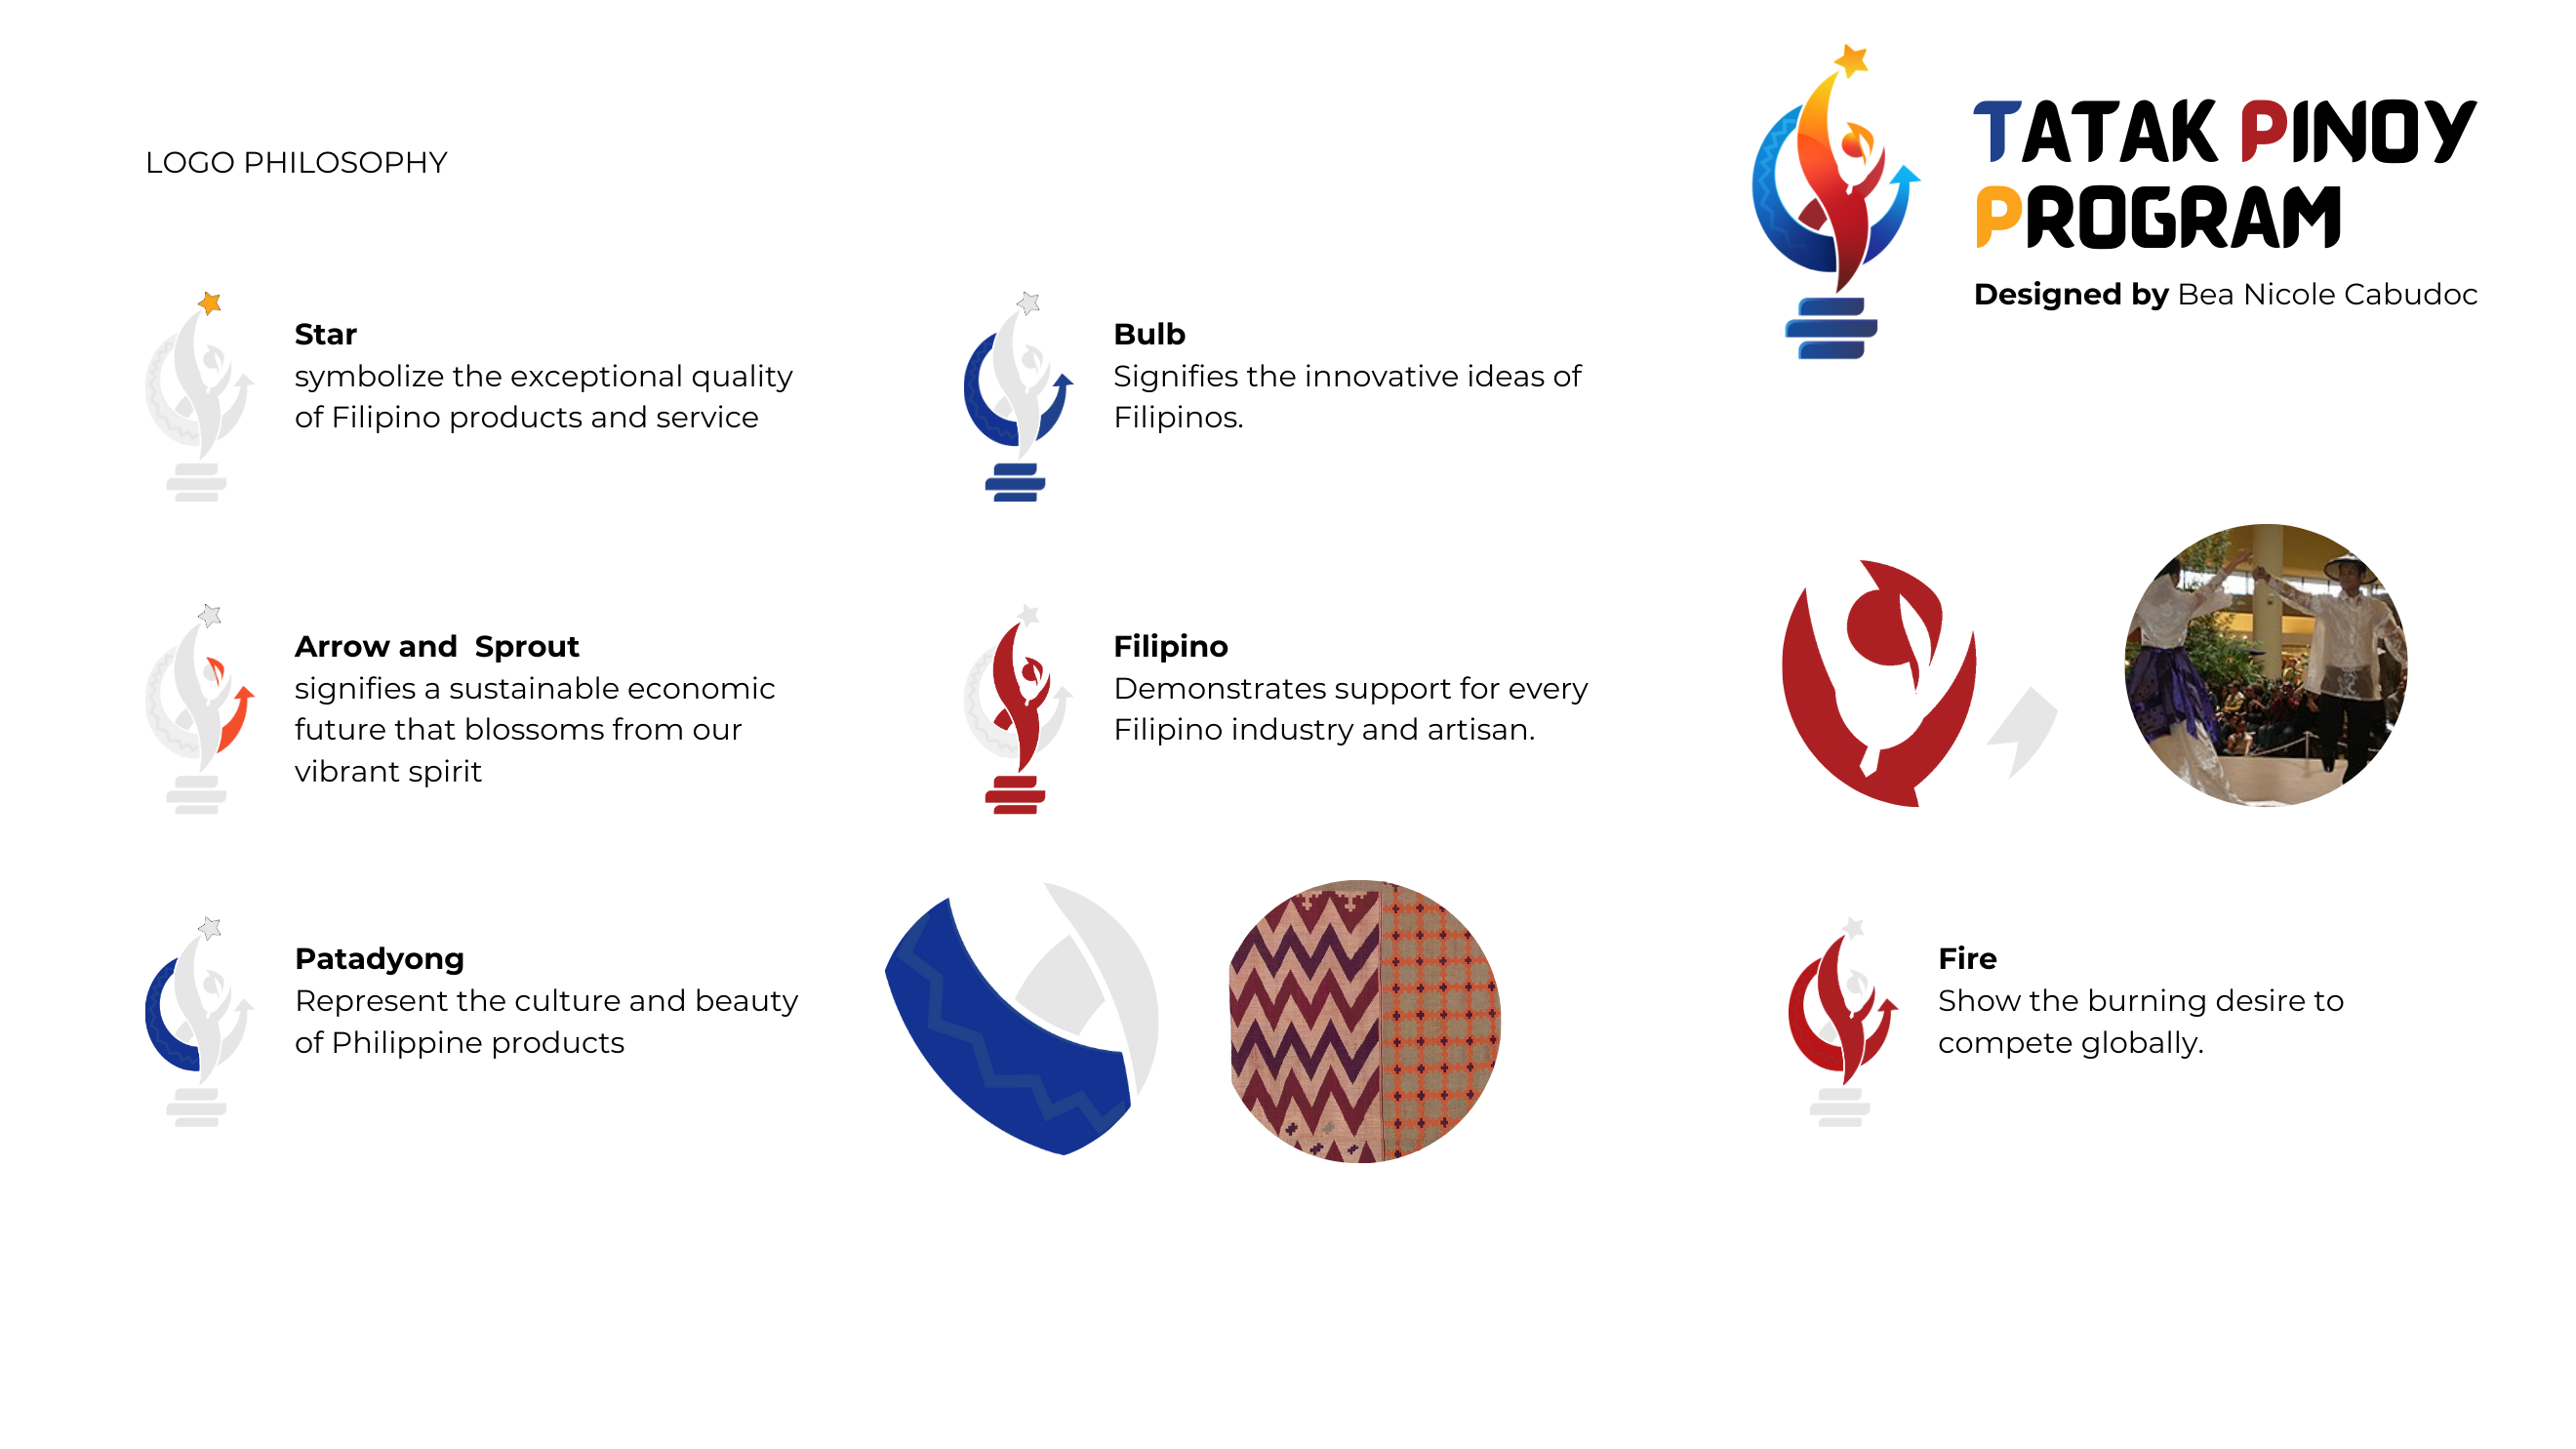 LOGO PHILOSOPHY
TATAK PINOY
PROGRAM
Designed by Bea Nicole Cabudoc
Star
symbolize the exceptional quality
of Filipino products and service
Bulb
Signifies the innovative ideas of
Filipinos.
Arrow and  Sprout
signifies a sustainable economic
future that blossoms from our
vibrant spirit
Filipino
Demonstrates support for every
Filipino industry and artisan.
Patadyong
Represent the culture and beauty
of Philippine products
Fire
Show the burning desire to
compete globally.